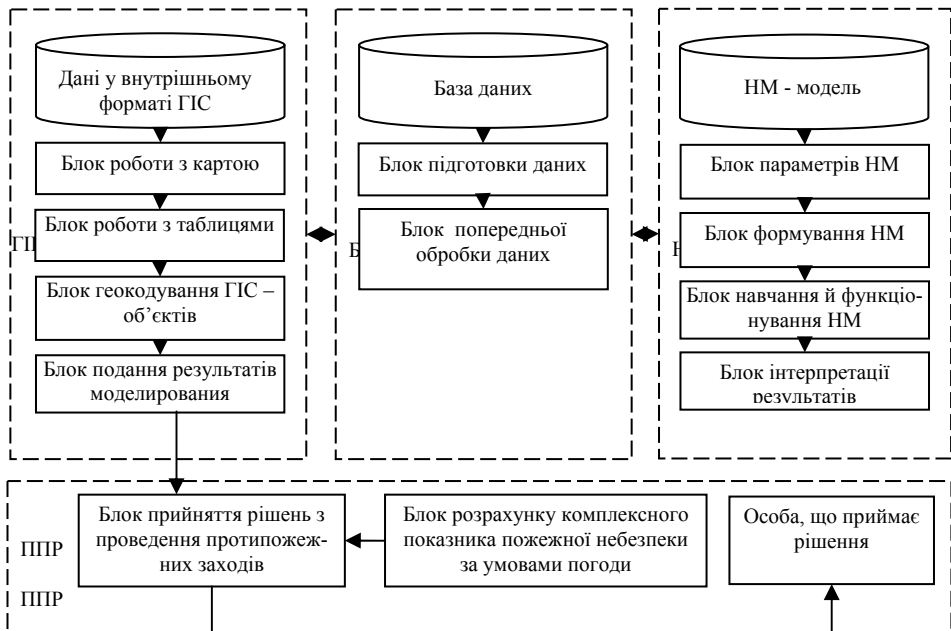 Дані у внутрішньому
форматі ГІС
Блок роботи з картою
Блок роботи з таблицями
Блок геокодування ГІС –
об’єктів
Блок подання результатів
моделирования
База даних
Блок підготовки даних
Блок попередньої
обробки даних
НМ - модель
Блок параметрів НМ
Блок формування НМ
Блок навчання й функціо-
нування НМ
Блок інтерпретації
результатів
ППР
ППР
Блок прийняття рішень з
проведення протипожеж-
них заходів
Блок розрахунку комплексного
показника пожежної небезпеки
за умовами погоди
Особа, що приймає
рішення